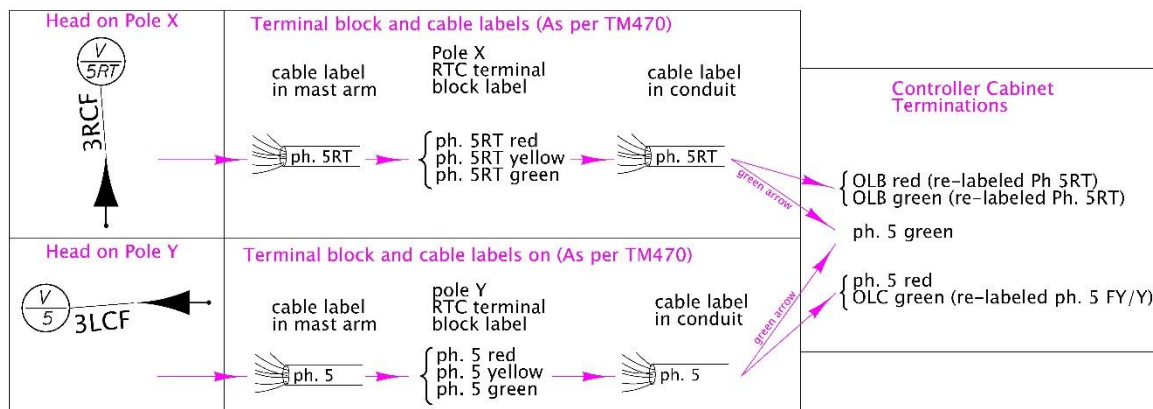 Head on Pole X
V
5RT
3RCF
Terminal block and cable labels (As per TM470)
cable label
in mast arm
Pole X
RTC terminal
block label
cable label
in conduit
ph. 5RT
ph. 5RT red
ph. 5RT yellow
ph. 5RT green
ph. 5RT
green arrow
Controller Cabinet
Terminations
OLB red (re-labeled Ph 5RT)
OLB green (re-labeled Ph. 5RT)
ph. 5 green
ph. 5 red
OLC green (re-labeled ph. 5 FY/Y)
Head on Pole Y
V
5
3LCF
Terminal block and cable labels on (As per TM470)
cable label
in mast arm
pole Y
RTC terminal
block label
cable label
in conduit
ph. 5
ph. 5 red
ph. 5 yellow
ph. 5 green
ph. 5
green arrow